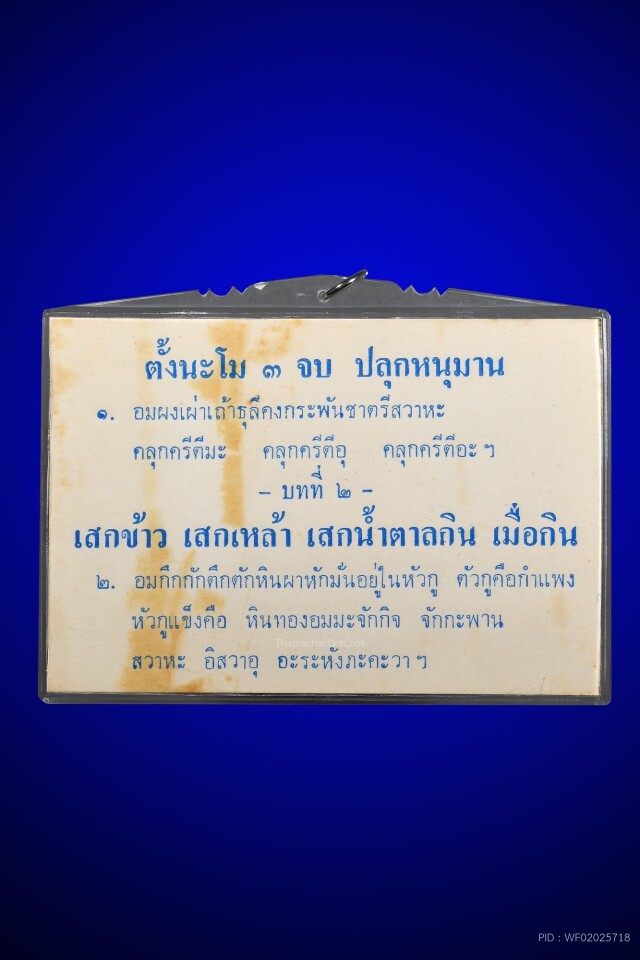 ตั้งนะโม ๓ จบ ปลุกหนุมาน
๑. อมผงเผ่าเถ้าธุลีคงกระพันชาตรีสวาหะ
คลุกครีตีมะ คลุกครีตีอุ คลุกครีตีอะฯ
– บทที่ ๒ –
เสกข้าว เสกเหล้า เสกน้ำตาลกิน เมื่อกิน
๒. อมกึกกักตึกตักหินผาหักมั่นอยู่ในหัวกู ตัวกูคือกำแพง
หัวกูแข็งคือ หินทองอมมะจักกิจ จักกะพาน
ThaprachanDotCom
สวาหะ อิสวาอุ อะระหังภะคะวาฯ
PID : WF02025718